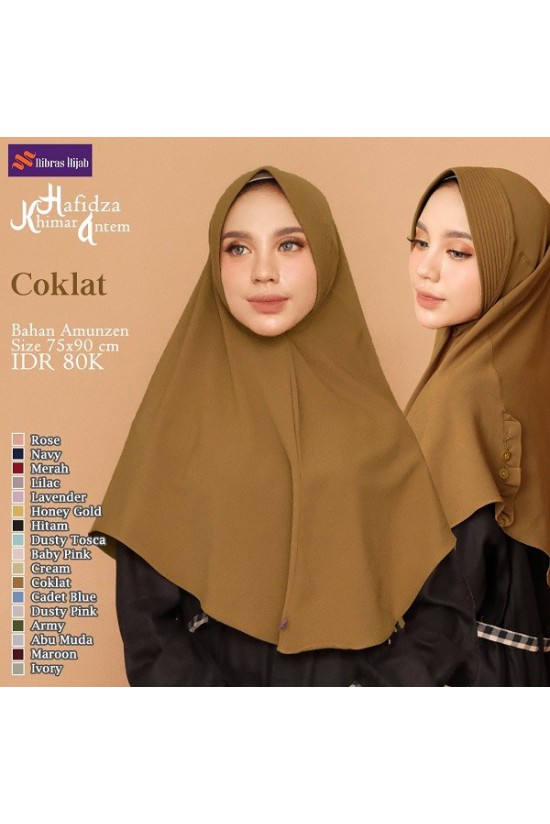 Nibras Hijab
Hafidza
Khimar Antem
Coklat
Bahan Amunzen
Size 75x90 cm
IDR 80K
Rose
Navy
Merah
Lilac
Lavender
Honey Gold
Hitam
Dusty Tosca
Baby Pink
Cream
Coklat
Cadet Blue
Dusty Pink
Army
Abu Muda
Maroon
Ivory